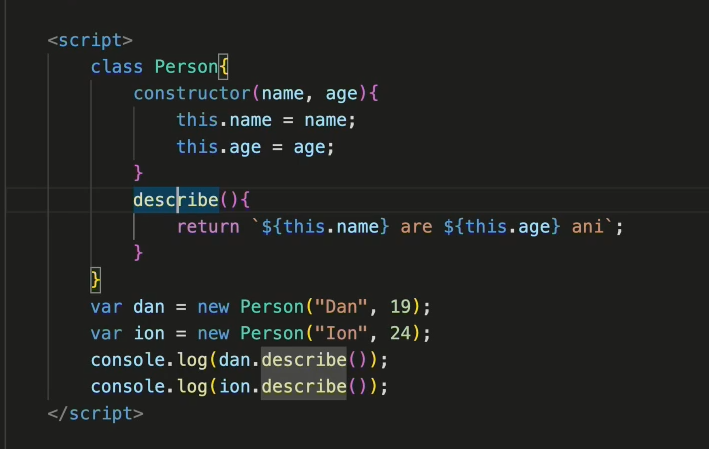 <script>
class Person{
constructor(name, age){
this.name = name;
this.age = age;
}
describe(){
return `${this.name} are ${this.age} ani`;
}
}
var dan = new Person("Dan", 19);
var ion = new Person("Ion", 24);
console.log(dan.describe());
console.log(ion.describe());
</script>